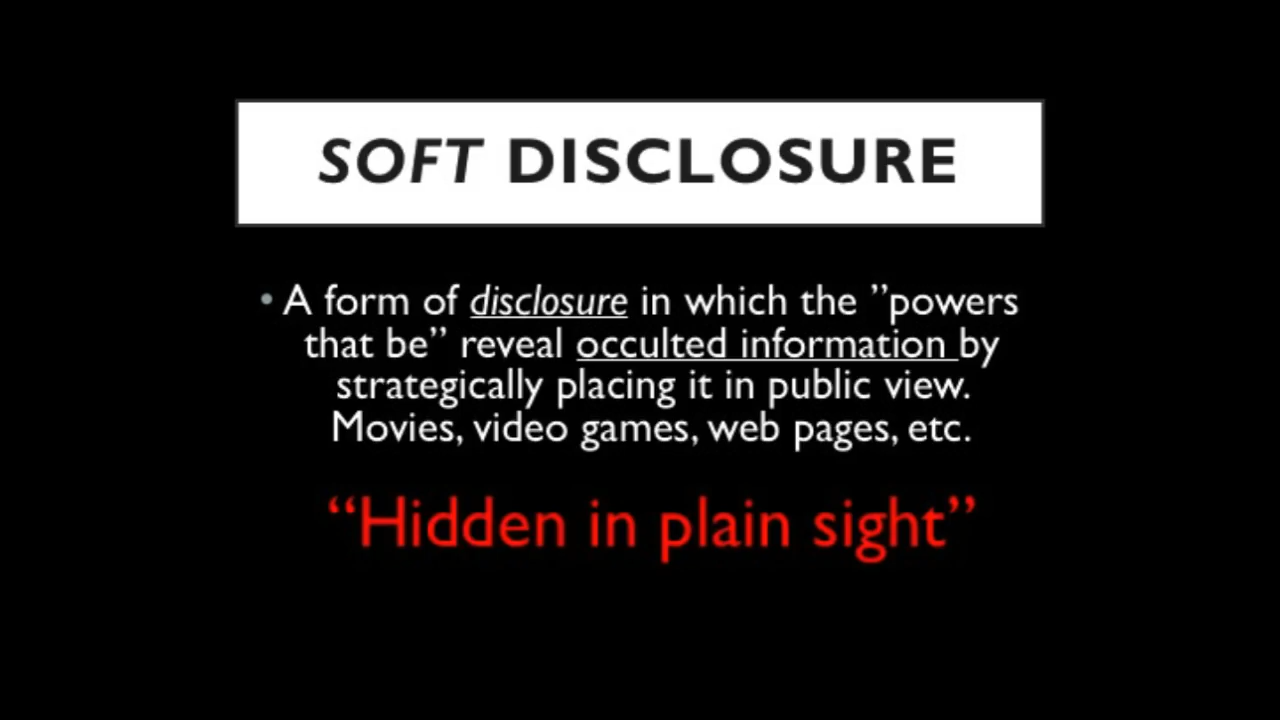 SOFT DISCLOSURE
• A form of disclosure in which the ”powers
that be” reveal occulted information by
strategically placing it in public view.
Movies, video games, web pages, etc.
“Hidden in plain sight”